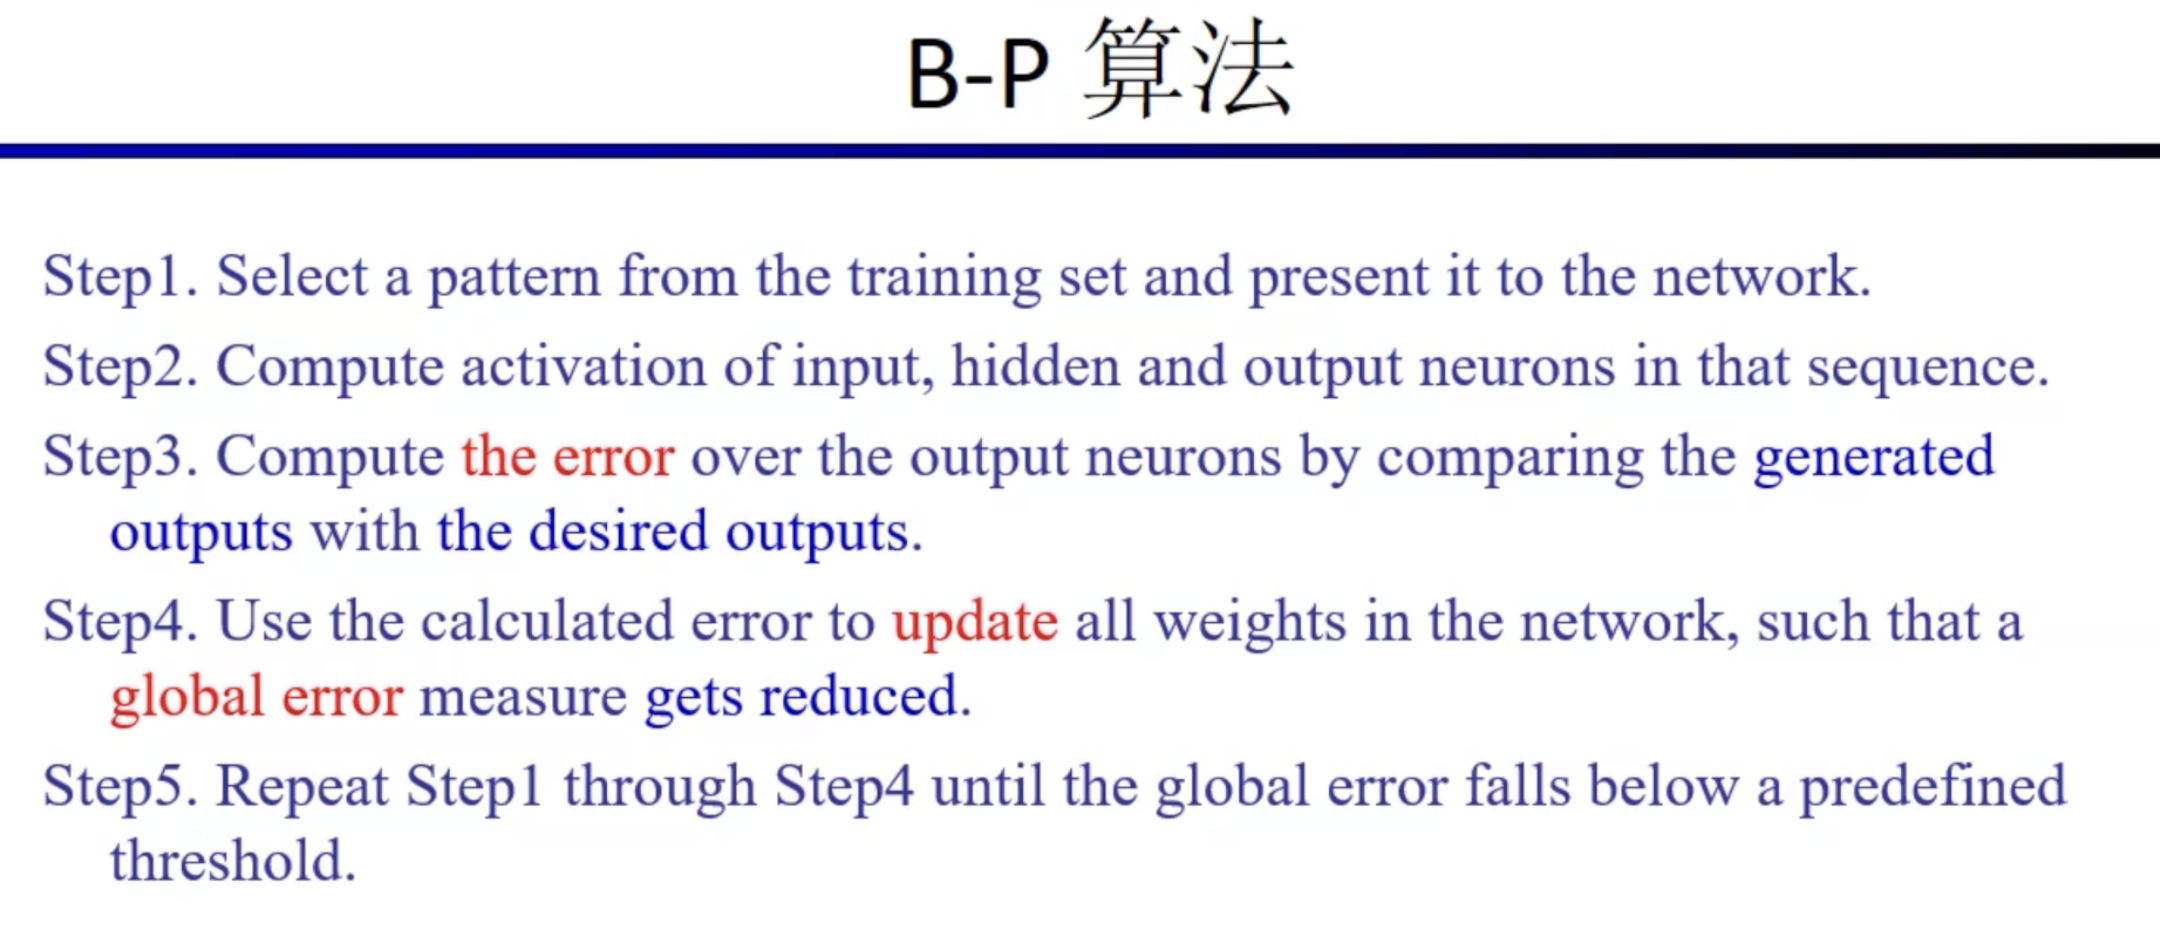 B-P 算法
Step1. Select a pattern from the training set and present it to the network.
Step2. Compute activation of input, hidden and output neurons in that sequence.
Step3. Compute the error over the output neurons by comparing the generated
outputs with the desired outputs.
Step4. Use the calculated error to update all weights in the network, such that a
global error measure gets reduced.
Step5. Repeat Step1 through Step4 until the global error falls below a predefined
threshold.